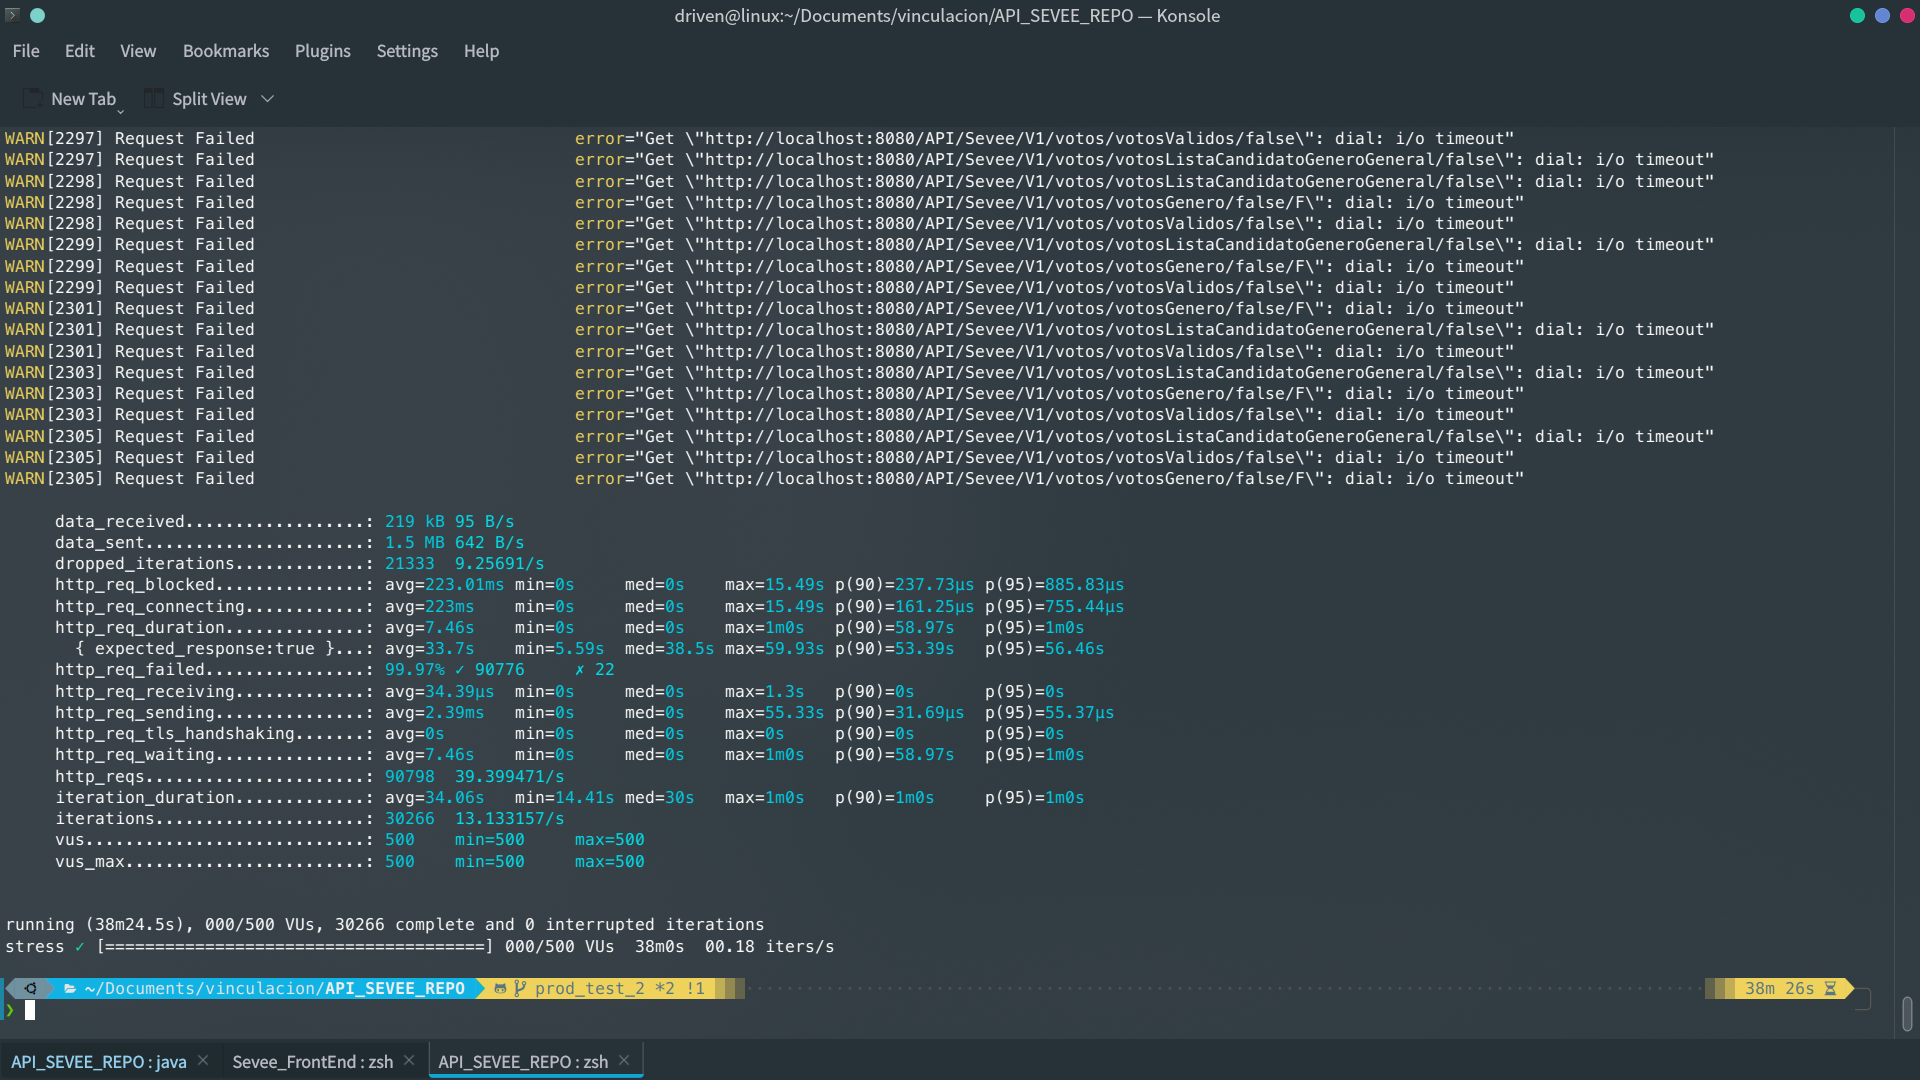 driven@linux:~/Documents/vinculacion/API_SEVEE_REPO — Konsole
File Edit View Bookmarks Plugins Settings Help
New Tab Split View
WARN[2297] Request Failed error="Get \"http://localhost:8080/API/Sevee/V1/votos/votosValidos/false\": dial: i/o timeout"
WARN[2297] Request Failed error="Get \"http://localhost:8080/API/Sevee/V1/votos/votosListaCandidatoGeneroGeneral/false\": dial: i/o timeout"
WARN[2298] Request Failed error="Get \"http://localhost:8080/API/Sevee/V1/votos/votosListaCandidatoGeneroGeneral/false\": dial: i/o timeout"
WARN[2298] Request Failed error="Get \"http://localhost:8080/API/Sevee/V1/votos/votosGenero/false/F\": dial: i/o timeout"
WARN[2298] Request Failed error="Get \"http://localhost:8080/API/Sevee/V1/votos/votosValidos/false\": dial: i/o timeout"
WARN[2299] Request Failed error="Get \"http://localhost:8080/API/Sevee/V1/votos/votosListaCandidatoGeneroGeneral/false\": dial: i/o timeout"
WARN[2299] Request Failed error="Get \"http://localhost:8080/API/Sevee/V1/votos/votosGenero/false/F\": dial: i/o timeout"
WARN[2299] Request Failed error="Get \"http://localhost:8080/API/Sevee/V1/votos/votosValidos/false\": dial: i/o timeout"
WARN[2301] Request Failed error="Get \"http://localhost:8080/API/Sevee/V1/votos/votosGenero/false/F\": dial: i/o timeout"
WARN[2301] Request Failed error="Get \"http://localhost:8080/API/Sevee/V1/votos/votosListaCandidatoGeneroGeneral/false\": dial: i/o timeout"
WARN[2301] Request Failed error="Get \"http://localhost:8080/API/Sevee/V1/votos/votosValidos/false\": dial: i/o timeout"
WARN[2303] Request Failed error="Get \"http://localhost:8080/API/Sevee/V1/votos/votosListaCandidatoGeneroGeneral/false\": dial: i/o timeout"
WARN[2303] Request Failed error="Get \"http://localhost:8080/API/Sevee/V1/votos/votosGenero/false/F\": dial: i/o timeout"
WARN[2303] Request Failed error="Get \"http://localhost:8080/API/Sevee/V1/votos/votosValidos/false\": dial: i/o timeout"
WARN[2305] Request Failed error="Get \"http://localhost:8080/API/Sevee/V1/votos/votosListaCandidatoGeneroGeneral/false\": dial: i/o timeout"
WARN[2305] Request Failed error="Get \"http://localhost:8080/API/Sevee/V1/votos/votosValidos/false\": dial: i/o timeout"
WARN[2305] Request Failed error="Get \"http://localhost:8080/API/Sevee/V1/votos/votosGenero/false/F\": dial: i/o timeout"
data_received..................: 219 kB 95 B/s
data_sent......................: 1.5 MB 642 B/s
dropped_iterations.............: 21333 9.25691/s
http_req_blocked...............: avg=223.01ms min=0s med=0s max=15.49s p(90)=237.73µs p(95)=885.83µs
http_req_connecting............: avg=223ms min=0s med=0s max=15.49s p(90)=161.25µs p(95)=755.44µs
http_req_duration..............: avg=7.46s min=0s med=0s max=1m0s p(90)=58.97s p(95)=1m0s
{ expected_response:true }...: avg=33.7s min=5.59s med=38.5s max=59.93s p(90)=53.39s p(95)=56.46s
http_req_failed................: 99.97% ✓ 90776 ✗ 22
http_req_receiving.............: avg=34.39µs min=0s med=0s max=1.3s p(90)=0s p(95)=0s
http_req_sending...............: avg=2.39ms min=0s med=0s max=55.33s p(90)=31.69µs p(95)=55.37µs
http_req_tls_handshaking.......: avg=0s min=0s med=0s max=0s p(90)=0s p(95)=0s
http_req_waiting...............: avg=7.46s min=0s med=0s max=1m0s p(90)=58.97s p(95)=1m0s
http_reqs......................: 90798 39.399471/s
iteration_duration.............: avg=34.06s min=14.41s med=30s max=1m0s p(90)=1m0s p(95)=1m0s
iterations.....................: 30266 13.133157/s
vus............................: 500 min=500 max=500
vus_max........................: 500 min=500 max=500
running (38m24.5s), 000/500 VUs, 30266 complete and 0 interrupted iterations
stress ✓ [======================================] 000/500 VUs 38m0s 00.18 iters/s
~/Documents/vinculacion/API_SEVEE_REPO prod_test_2 *2 !1 38m 26s
❯
API_SEVEE_REPO : java Sevee_FrontEnd : zsh API_SEVEE_REPO : zsh